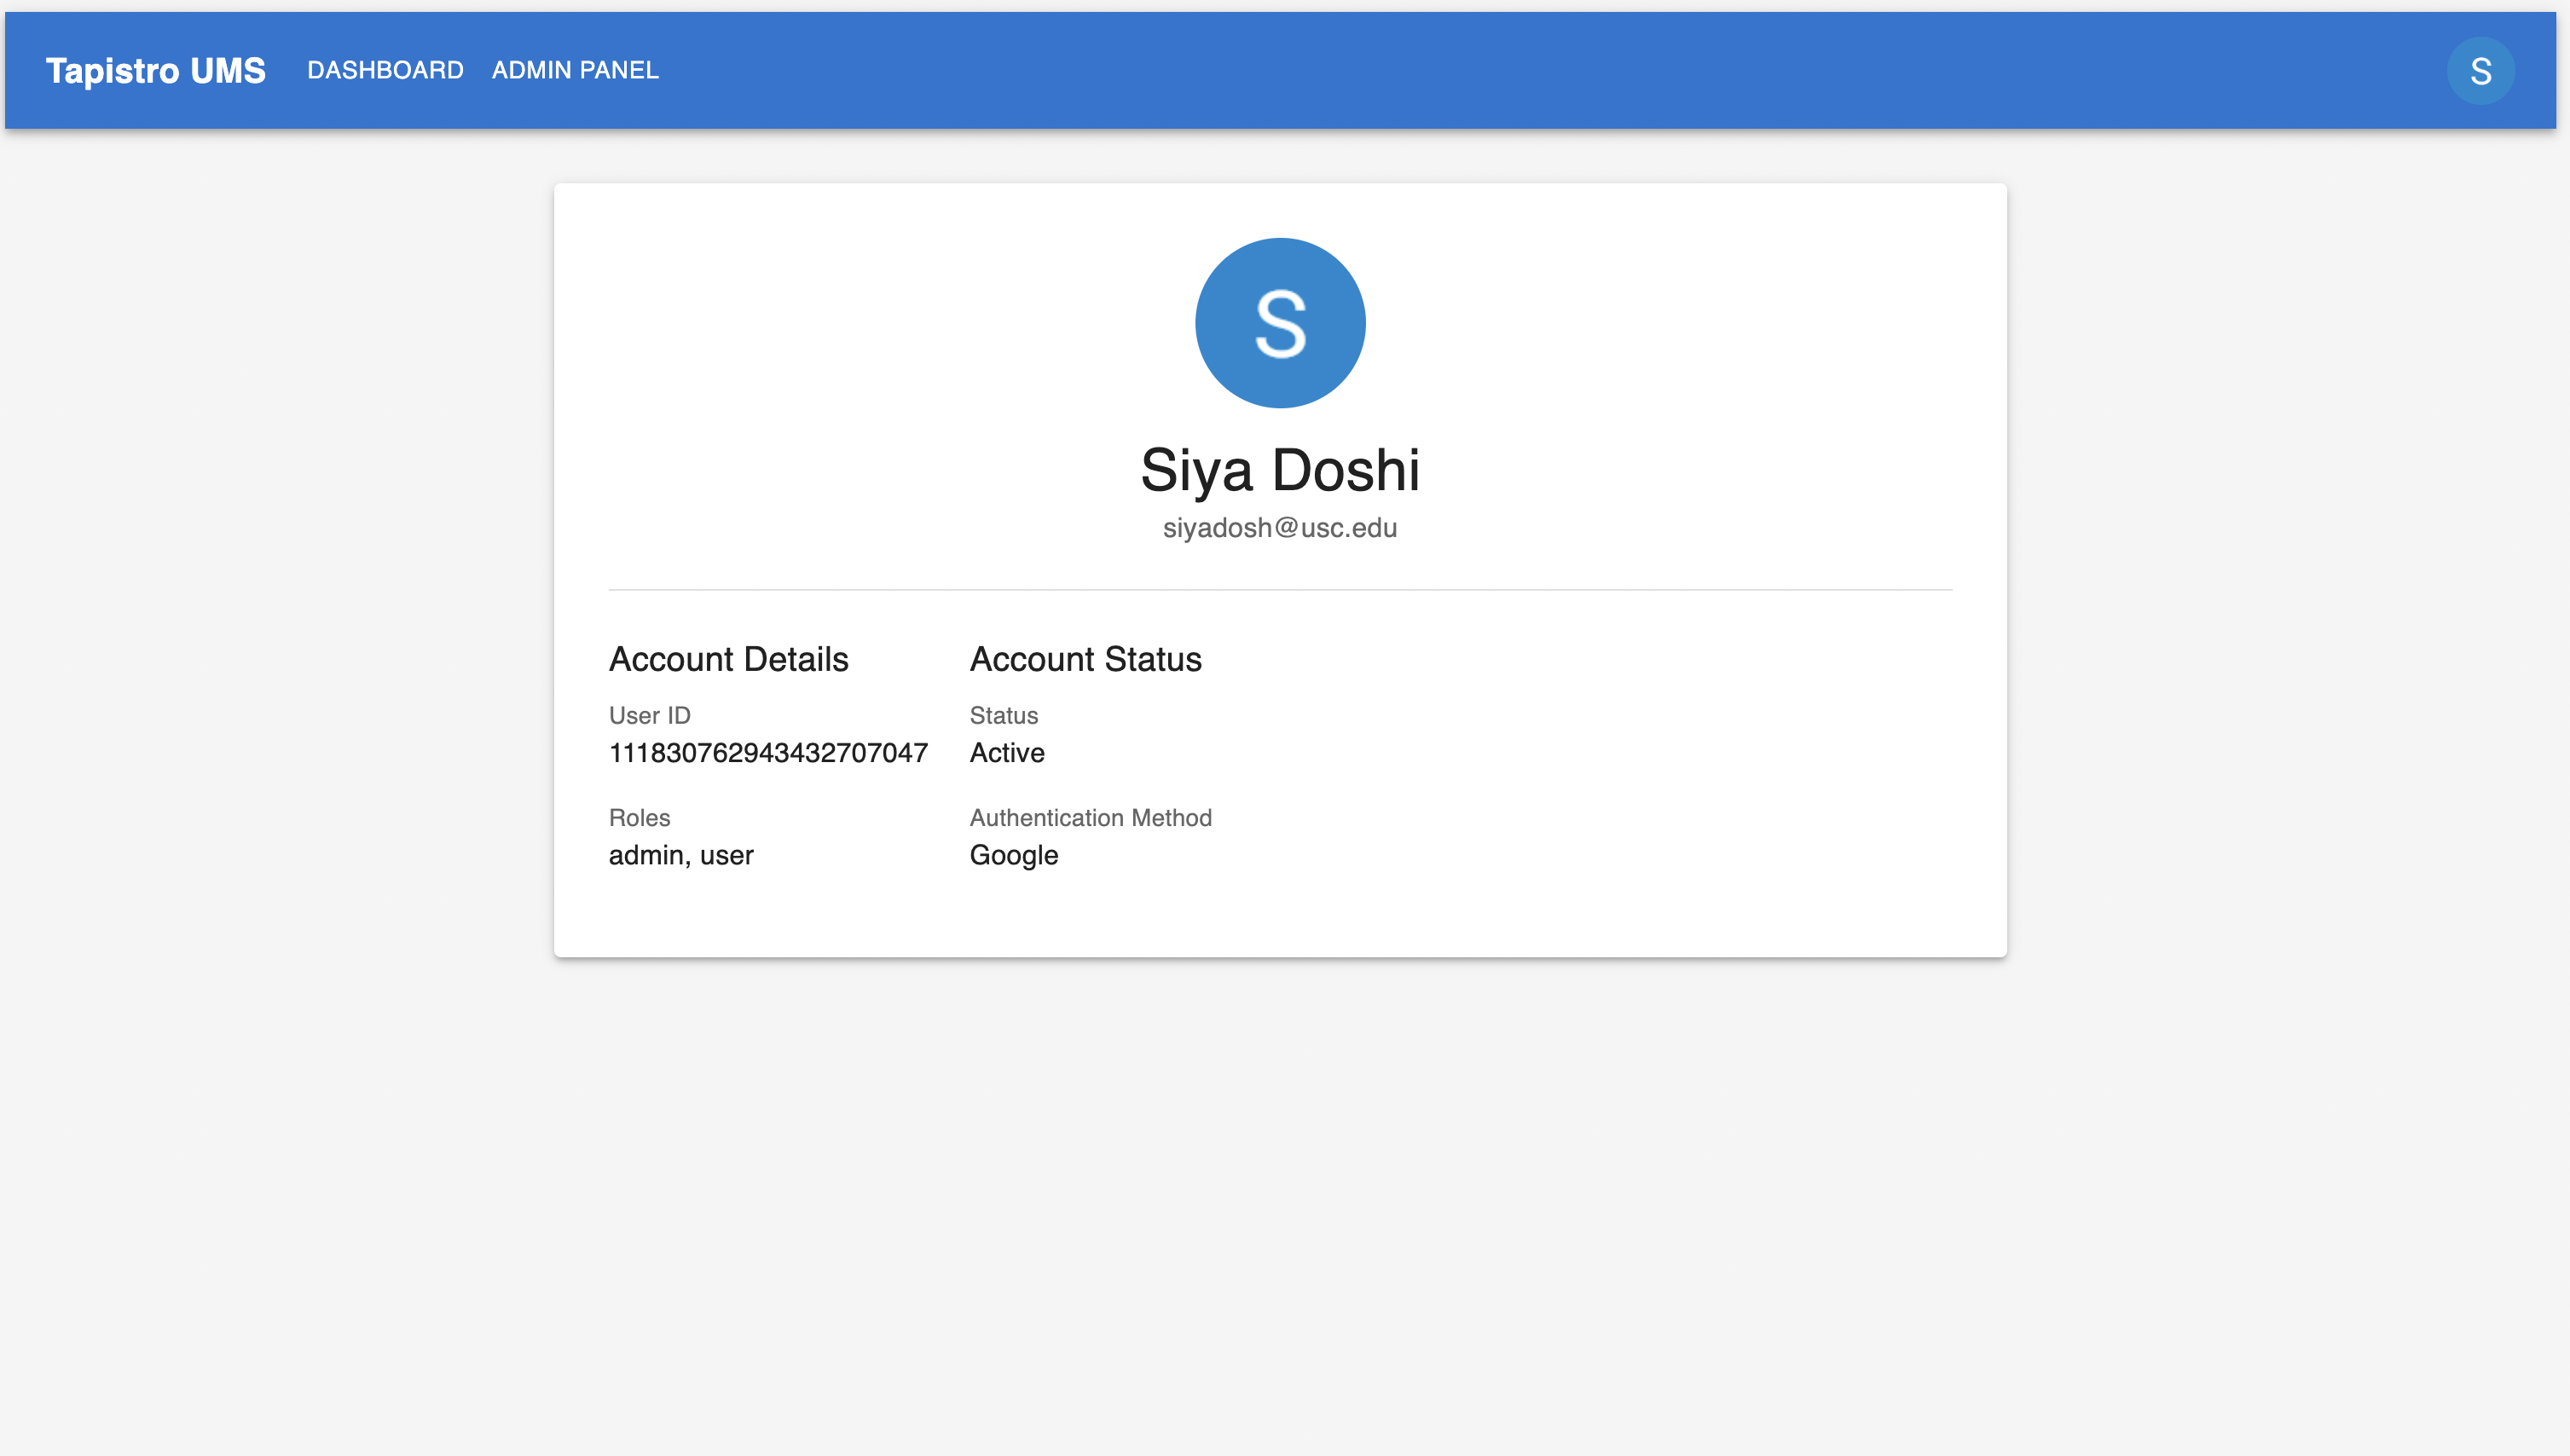 Tapistro UMS DASHBOARD ADMIN PANEL S
S
Siya Doshi
siyadosh@usc.edu
Account Details
User ID
111830762943432707047
Roles
admin, user
Account Status
Status
Active
Authentication Method
Google